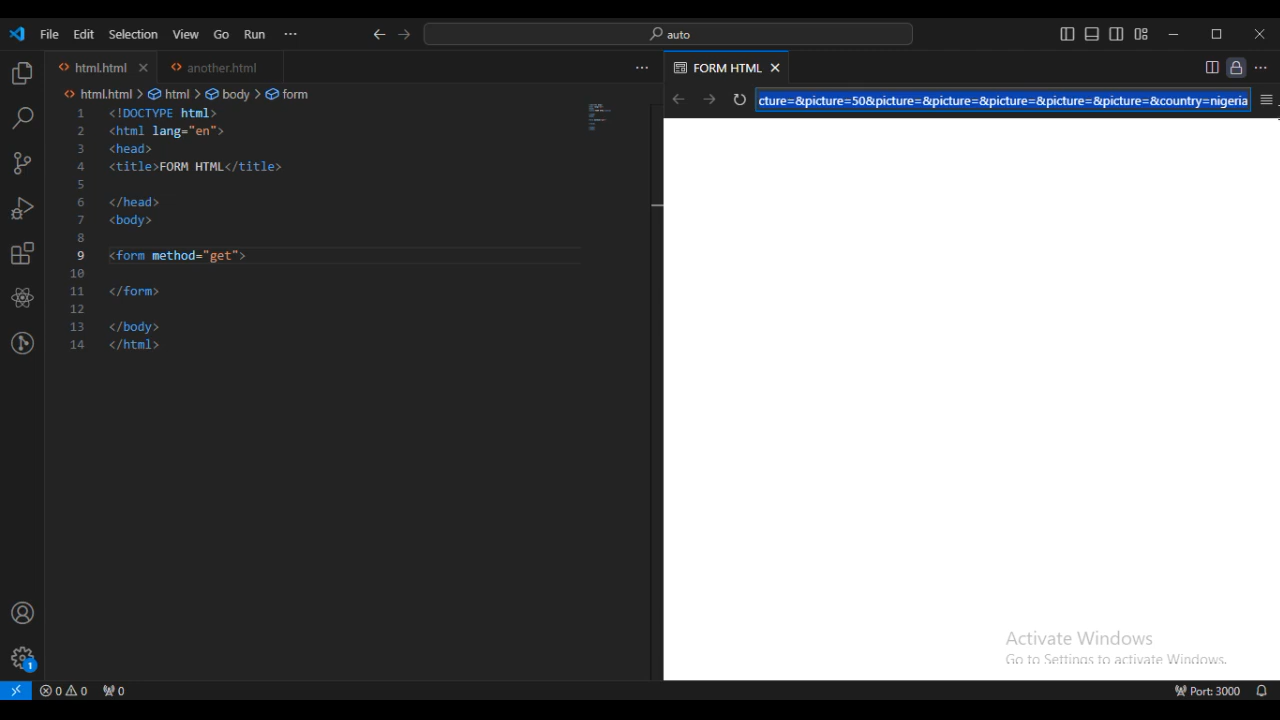 File Edit Selection View Go Run ··· auto
html.html another.html FORM HTML
html.html > html > body > form
cture=&picture=50&picture=&picture=&picture=&picture=&picture=&country=nigeria
1 <!DOCTYPE html>
2 <html lang="en">
3 <head>
4 <title>FORM HTML</title>
5
6 </head>
7 <body>
8
9 <form method="get">
10
11 </form>
12
13 </body>
14 </html>
Activate Windows
Go to Settings to activate Windows.
1
0 0 0 Port: 3000